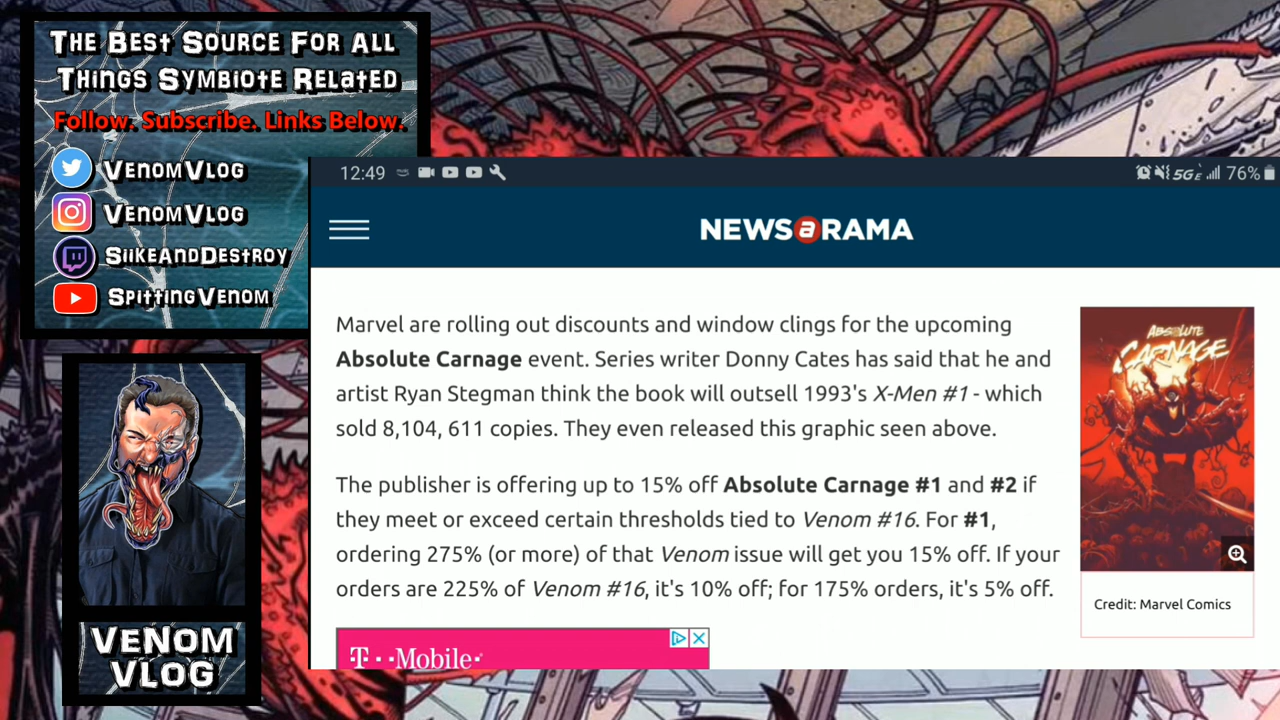 The Best Source For All
Things Symbiote Related
Follow. Subscribe. Links Below.
VenomVlog
VenomVlog
SiikeAndDestroy
SpittingVenom
VENOM
VLOG
12:49
5GE 76%
NEWSaRAMA
Marvel are rolling out discounts and window clings for the upcoming
Absolute Carnage event. Series writer Donny Cates has said that he and
artist Ryan Stegman think the book will outsell 1993's X-Men #1 - which
sold 8,104, 611 copies. They even released this graphic seen above.
The publisher is offering up to 15% off Absolute Carnage #1 and #2 if
they meet or exceed certain thresholds tied to Venom #16. For #1,
ordering 275% (or more) of that Venom issue will get you 15% off. If your
orders are 225% of Venom #16, it's 10% off; for 175% orders, it's 5% off.
ABSOLUTE
CARNAGE
Credit: Marvel Comics
T-Mobile